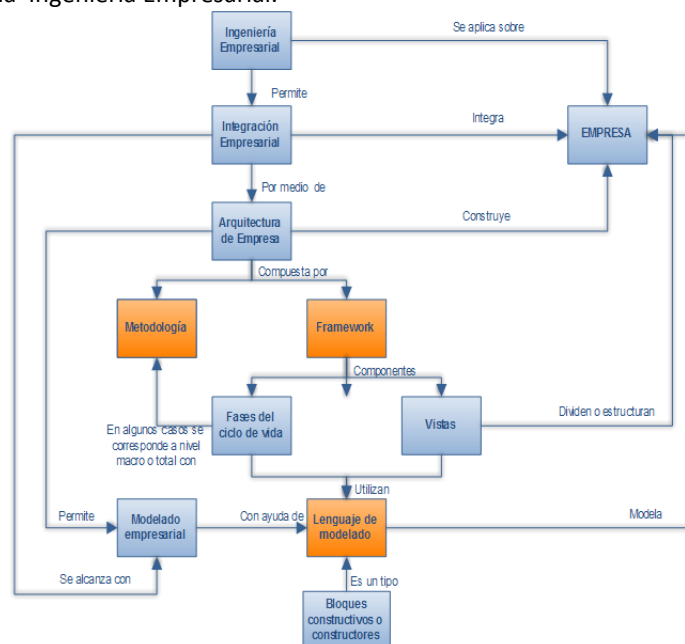 la Ingeniería Empresarial.
Ingeniería
Empresarial
Se aplica sobre
Permite
Integración
Empresarial
Integra
EMPRESA
Por medio de
Arquitectura
de Empresa
Construye
Compuesta por
Metodología
Framework
Componentes
Fases del
ciclo de vida
Vistas
Dividen o estructuran
En algunos casos se
corresponde a nivel
macro o total con
Utilizan
Permite
Modelado
empresarial
Con ayuda de
Lenguaje de
modelado
Modela
Se alcanza con
Es un tipo
Bloques
constructivos o
constructores